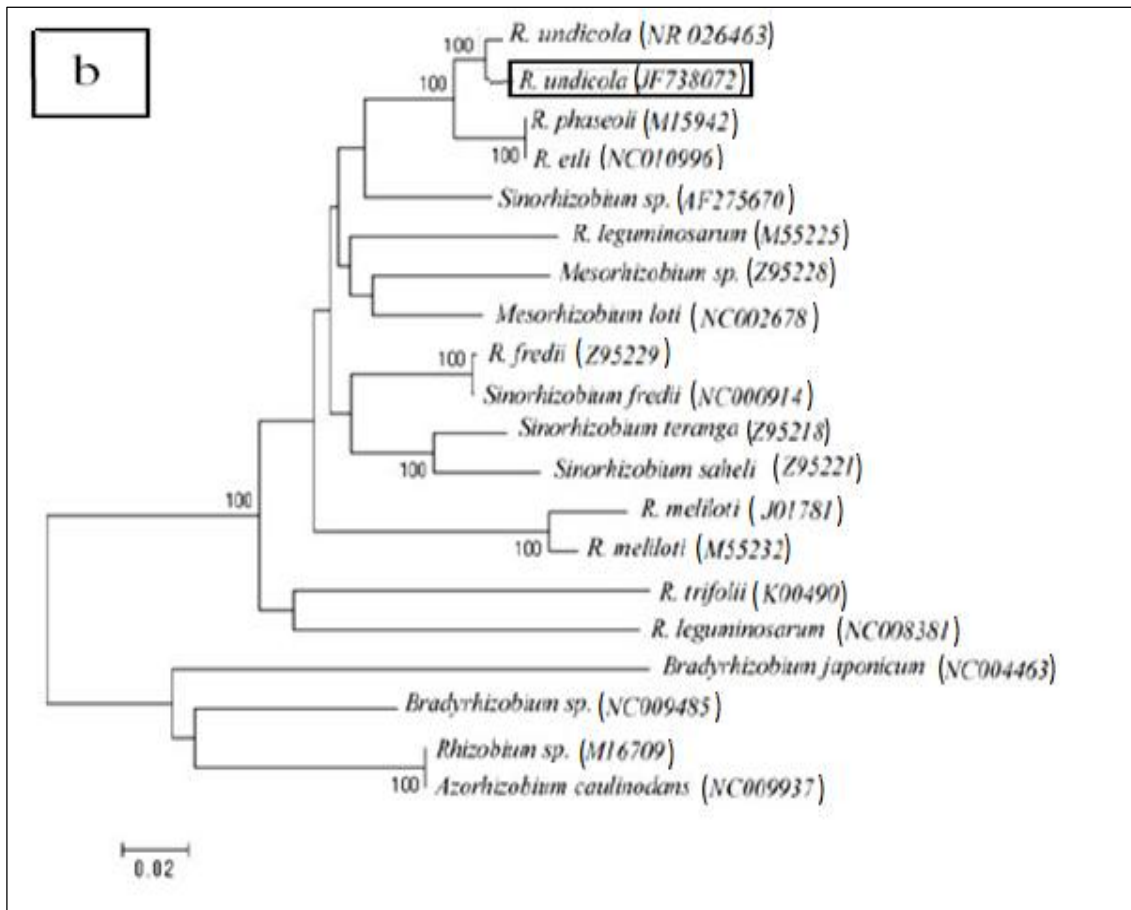 b
R. undicola (NR 026463)
100
R. undicola (JF738072)
100
R. phaseoli (M15942)
100
R. etli (NC010996)
Sinorhizobium sp. (AF275670)
R. leguminosarum (M55225)
Mesorhizobium sp. (Z95228)
Mesorhizobium loti (NC002678)
R. fredii (Z95229)
100
Sinorhizobium fredii (NC000914)
Sinorhizobium teranga (Z95218)
100
Sinorhizobium saheli (Z95221)
100
R. meliloti (J01781)
100
R. meliloti (M55232)
R. trifolii (K00490)
R. leguminosarum (NC008381)
Bradyrhizobium japonicum (NC004463)
Bradyrhizobium sp. (NC009485)
Rhizobium sp. (M16709)
100
Azorhizobium caulinodans (NC009937)
0.02